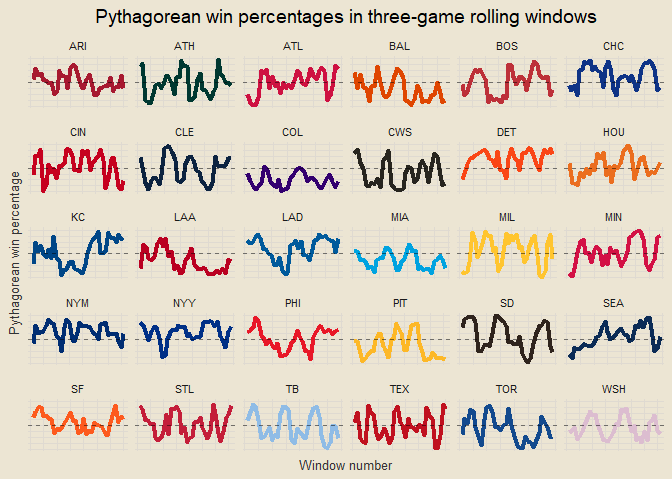 Pythagorean win percentages in three-game rolling windows
ARI ATH ATL BAL BOS CHC
CIN CLE COL CWS DET HOU
KC LAA LAD MIA MIL MIN
NYM NYY PHI PIT SD SEA
SF STL TB TEX TOR WSH
Pythagorean win percentage
Window number